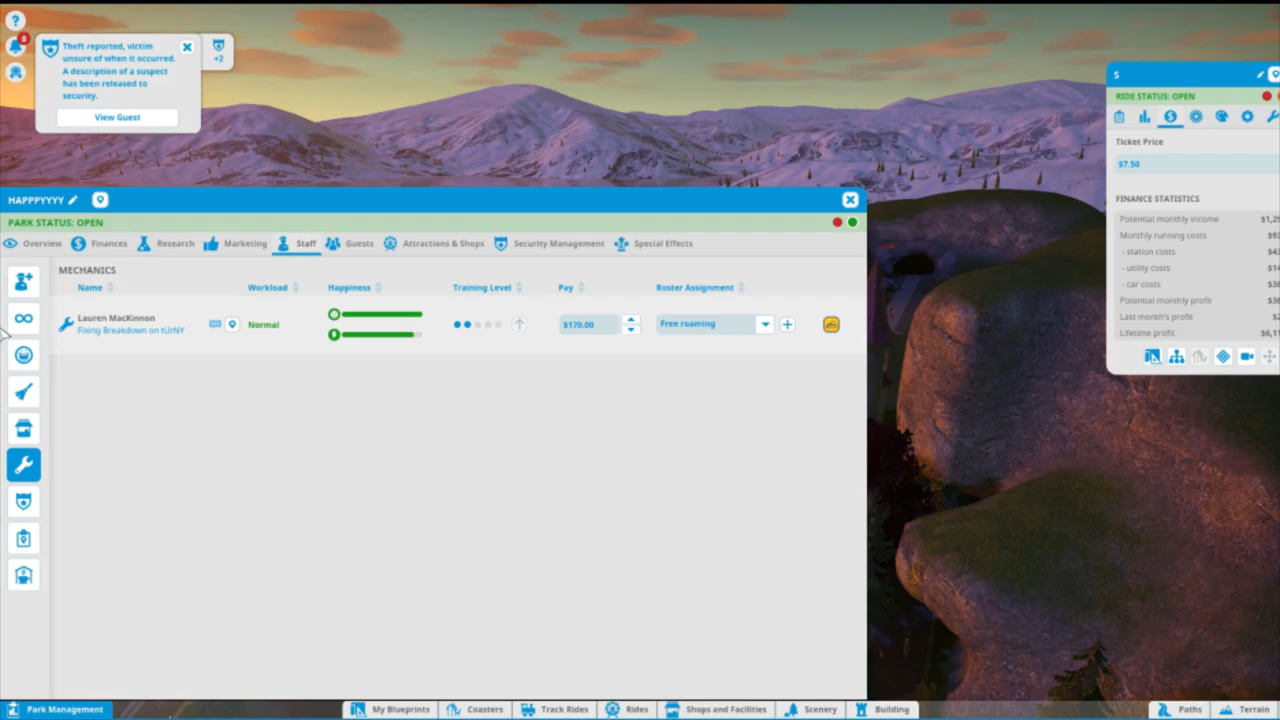 ?
8
Theft reported, victim
unsure of when it occurred.
A description of a suspect
has been released to
security.
View Guest
+2
S
RIDE STATUS: OPEN
Ticket Price
$7.50
FINANCE STATISTICS
Potential monthly income $1,29
Monthly running costs
- station costs
- utility costs
- car costs
Potential monthly profit
Last month's profit
Lifetime profit $6,11
HAPPPYYYY
PARK STATUS: OPEN
Overview Finances Research Marketing Staff Guests Attractions & Shops Security Management Special Effects
MECHANICS
Name Workload Happiness Training Level Pay Roster Assignment
Lauren MacKinnon
Fixing Breakdown on tUrNY
Normal $170.00 Free roaming
Park Management My Blueprints Coasters Track Rides Rides Shops and Facilities Scenery Building Paths Terrain